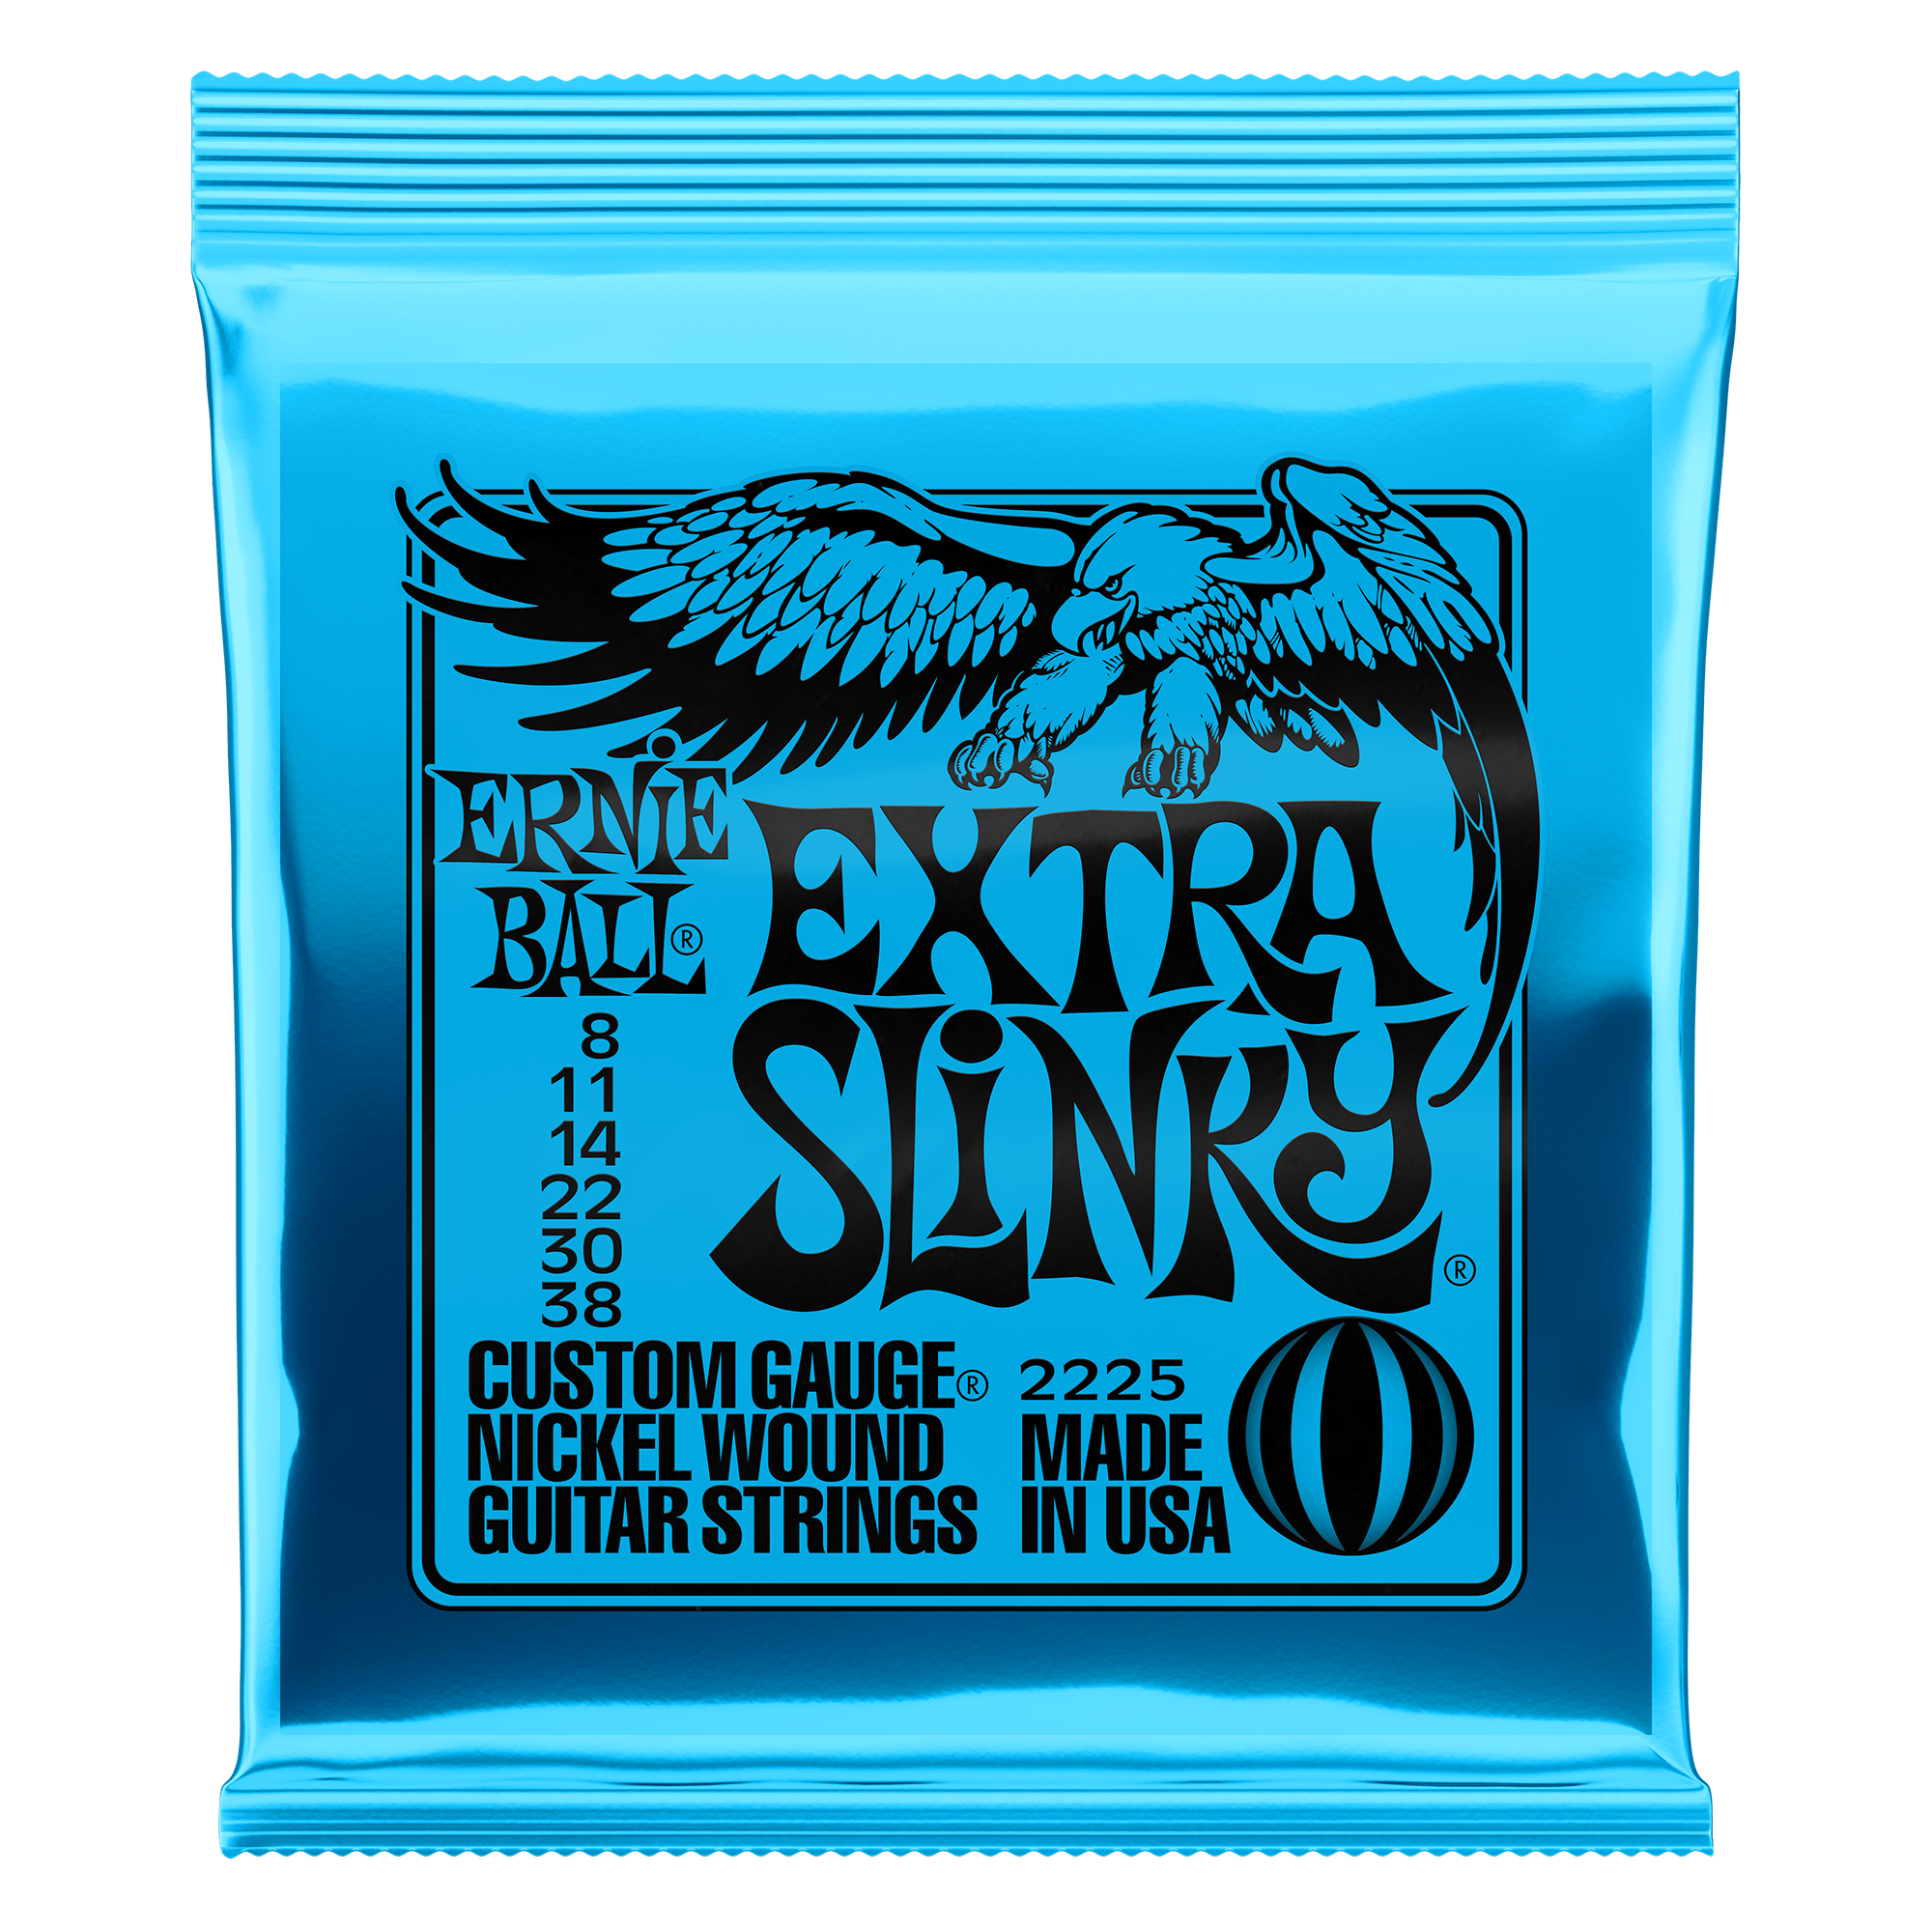 ERNIE
BALL®
EXTRA
SLINKY®
8
11
14
22
30
38
CUSTOM GAUGE®
NICKEL WOUND
GUITAR STRINGS
2225
MADE
IN USA